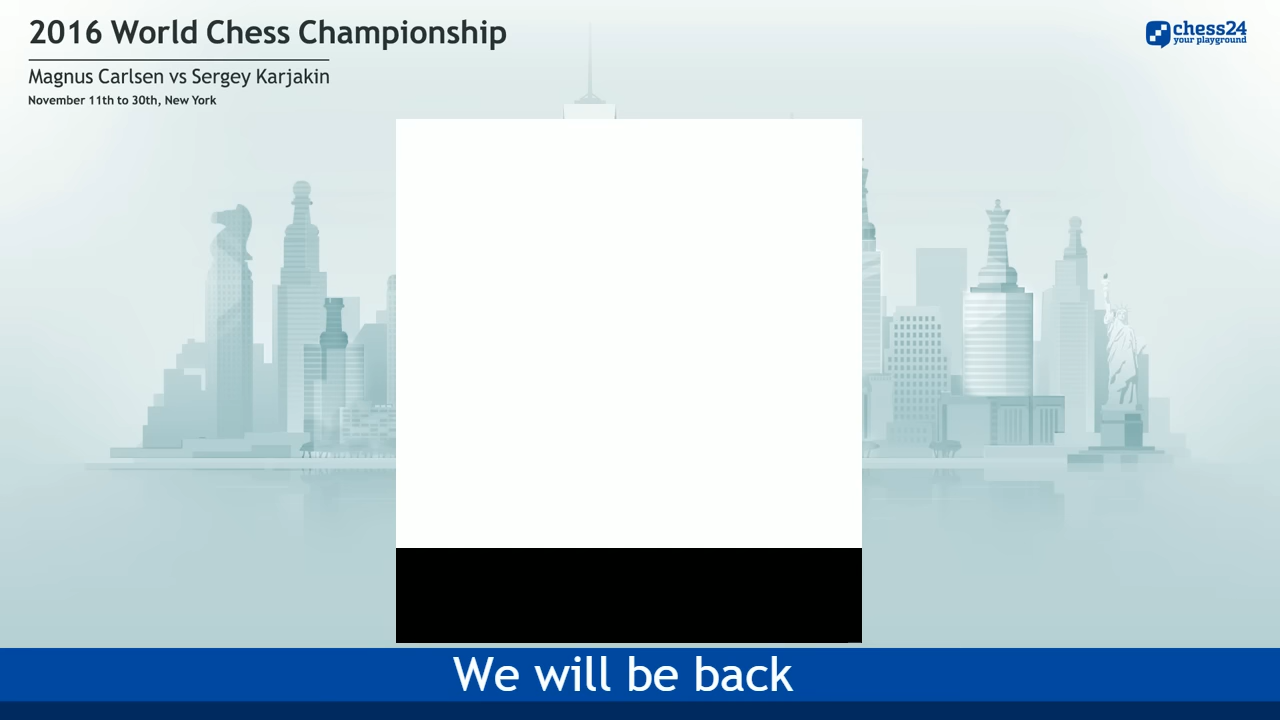 2016 World Chess Championship
Magnus Carlsen vs Sergey Karjakin
November 11th to 30th, New York
chess24
your playground
We will be back